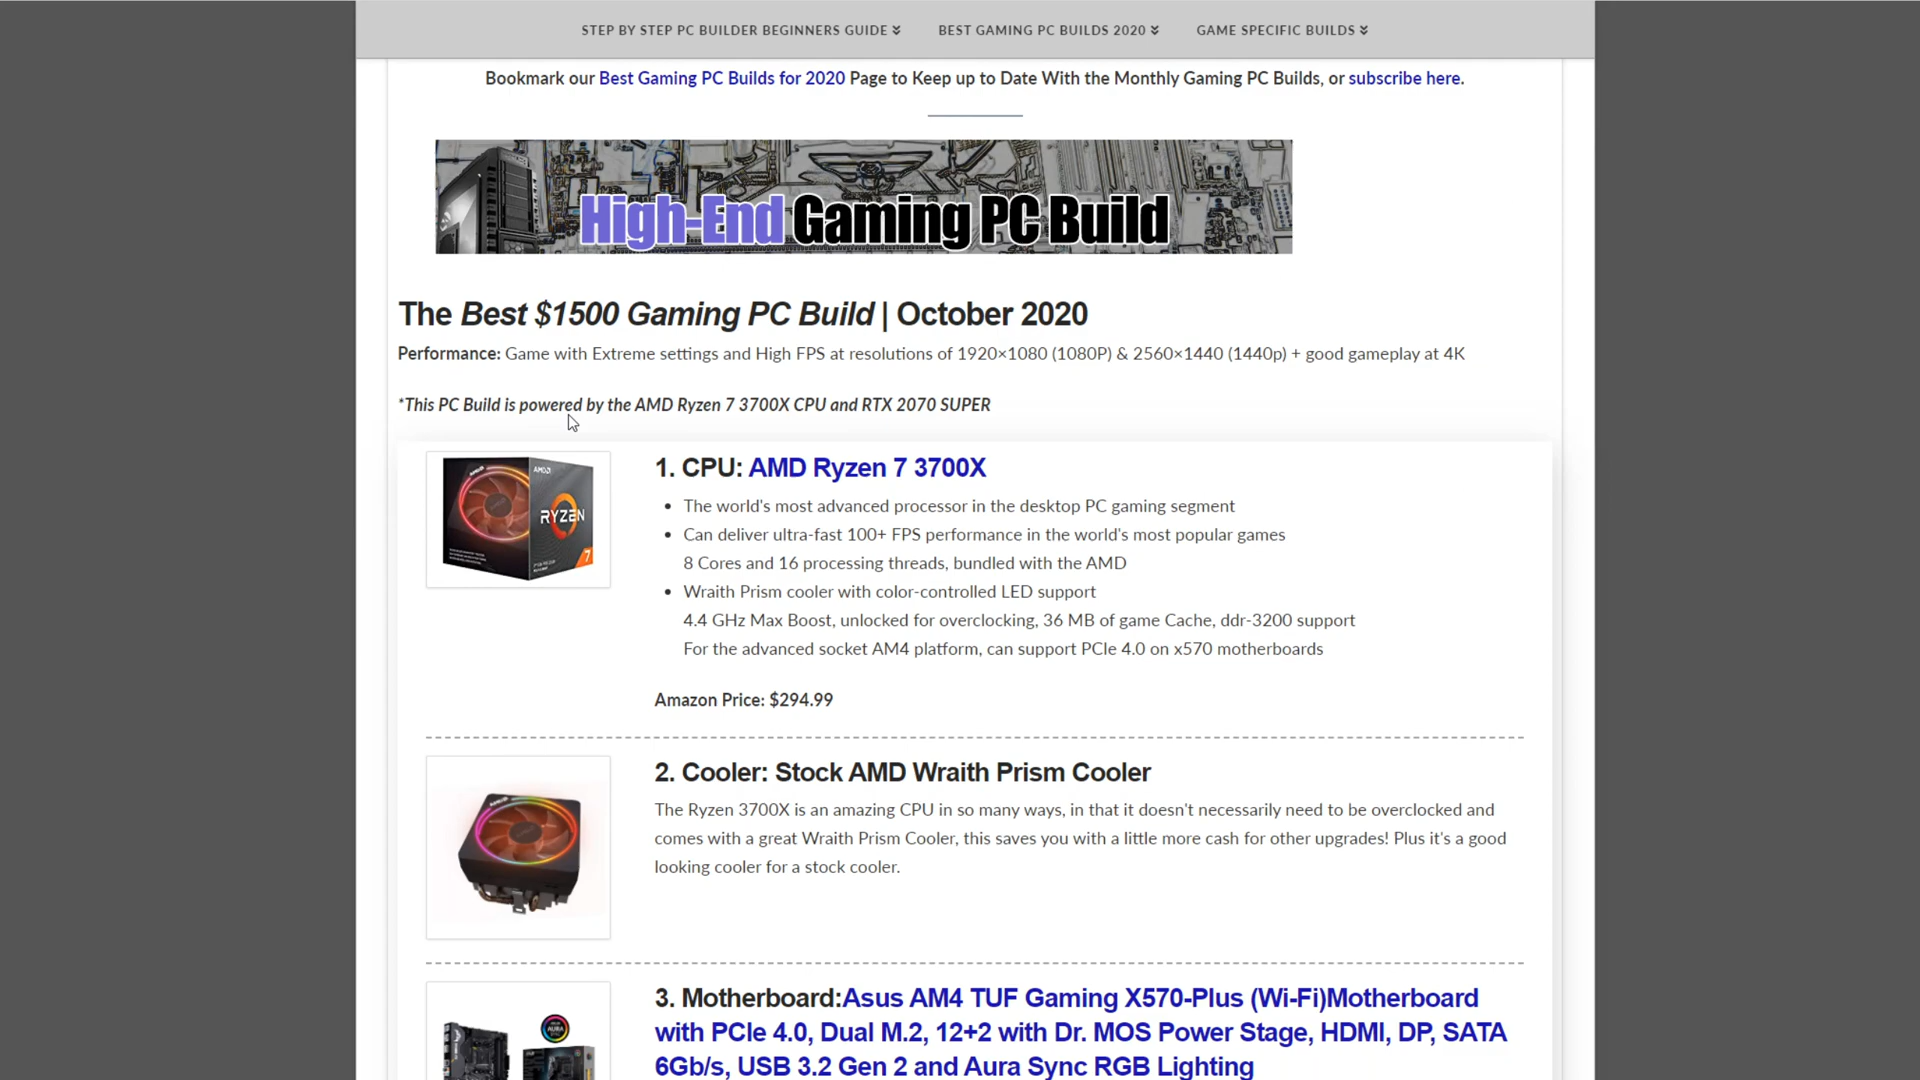 STEP BY STEP PC BUILDER BEGINNERS GUIDE BEST GAMING PC BUILDS 2020 GAME SPECIFIC BUILDS
Bookmark our Best Gaming PC Builds for 2020 Page to Keep up to Date With the Monthly Gaming PC Builds, or subscribe here.
High-End Gaming PC Build
The Best $1500 Gaming PC Build | October 2020
Performance: Game with Extreme settings and High FPS at resolutions of 1920×1080 (1080P) & 2560×1440 (1440p) + good gameplay at 4K
*This PC Build is powered by the AMD Ryzen 7 3700X CPU and RTX 2070 SUPER
AMD
RYZEN
7
1. CPU: AMD Ryzen 7 3700X
• The world's most advanced processor in the desktop PC gaming segment
• Can deliver ultra-fast 100+ FPS performance in the world's most popular games
8 Cores and 16 processing threads, bundled with the AMD
• Wraith Prism cooler with color-controlled LED support
4.4 GHz Max Boost, unlocked for overclocking, 36 MB of game Cache, ddr-3200 support
For the advanced socket AM4 platform, can support PCIe 4.0 on x570 motherboards
Amazon Price: $294.99
2. Cooler: Stock AMD Wraith Prism Cooler
The Ryzen 3700X is an amazing CPU in so many ways, in that it doesn't necessarily need to be overclocked and
comes with a great Wraith Prism Cooler, this saves you with a little more cash for other upgrades! Plus it's a good
looking cooler for a stock cooler.
AURA
3. Motherboard:Asus AM4 TUF Gaming X570-Plus (Wi-Fi)Motherboard
with PCIe 4.0, Dual M.2, 12+2 with Dr. MOS Power Stage, HDMI, DP, SATA
6Gb/s, USB 3.2 Gen 2 and Aura Sync RGB Lighting